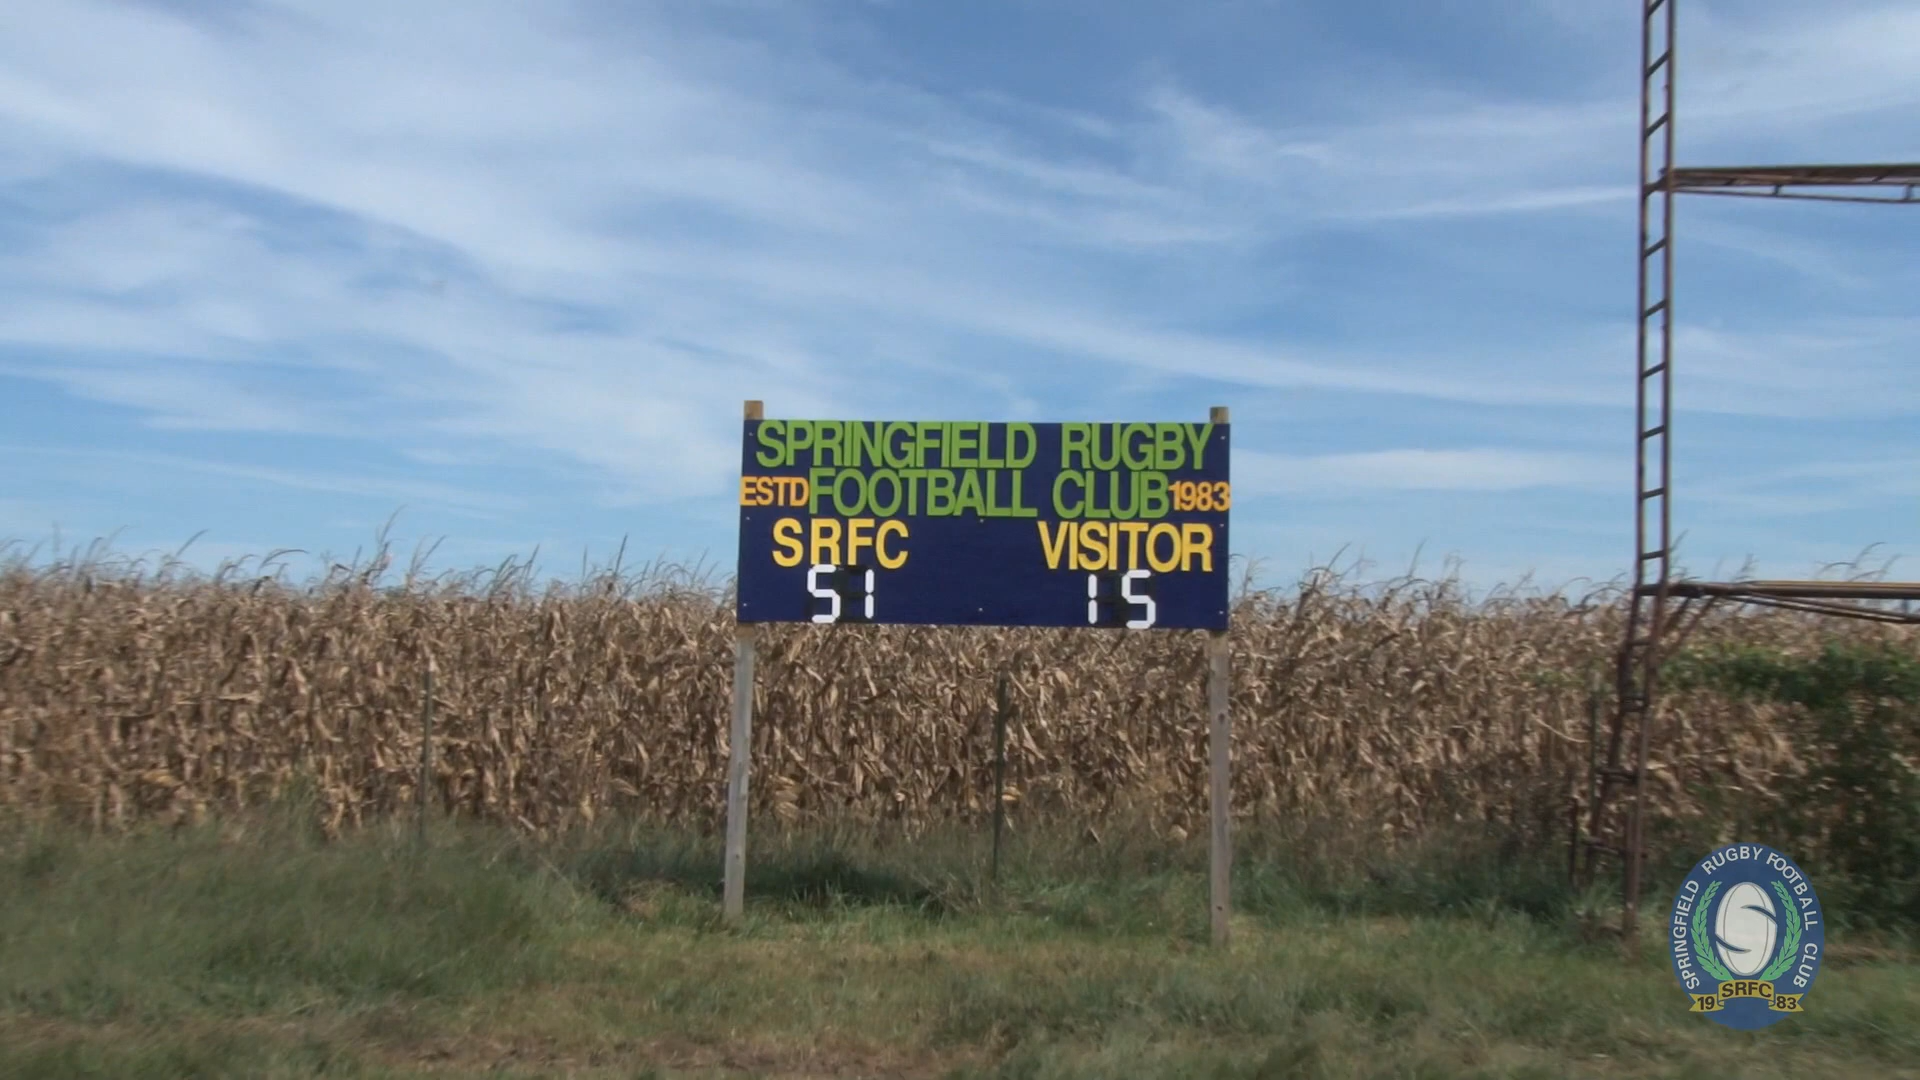 SPRINGFIELD RUGBY
ESTD FOOTBALL CLUB 1983
SRFC VISITOR
51 15
SPRINGFIELD RUGBY FOOTBALL CLUB
19 SRFC 83